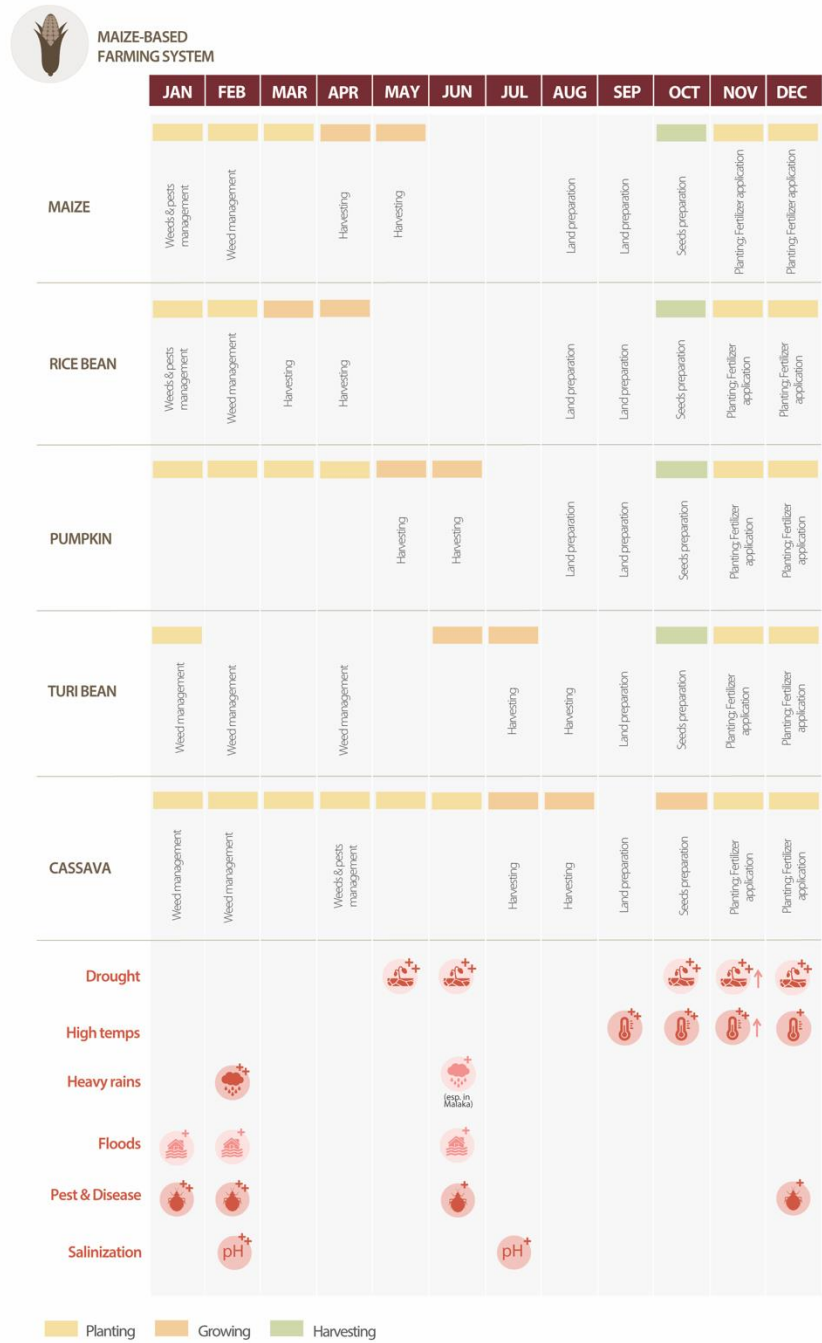 MAIZE-BASED
FARMING SYSTEM
JAN FEB MAR APR MAY JUN JUL AUG SEP OCT NOV DEC
MAIZE
Weeds & pests
management
Weed management
Harvesting
Harvesting
Land preparation
Land preparation
Seeds preparation
Planting; Fertilizer application
Planting; Fertilizer application
RICE BEAN
Weeds & pests
management
Weed management
Harvesting
Harvesting
Land preparation
Land preparation
Seeds preparation
Planting; Fertilizer
application
Planting; Fertilizer
application
PUMPKIN
Harvesting
Harvesting
Land preparation
Land preparation
Seeds preparation
Planting; Fertilizer
application
Planting; Fertilizer
application
TURI BEAN
Weed management
Weed management
Weed management
Harvesting
Harvesting
Land preparation
Seeds preparation
Planting; Fertilizer
application
Planting; Fertilizer
application
CASSAVA
Weed management
Weed management
Weeds & pests
management
Harvesting
Harvesting
Land preparation
Seeds preparation
Planting; Fertilizer
application
Planting; Fertilizer
application
Drought
High temps
Heavy rains
(esp. in
Malaka)
Floods
Pest & Disease
Salinization
pH pH
Planting Growing Harvesting